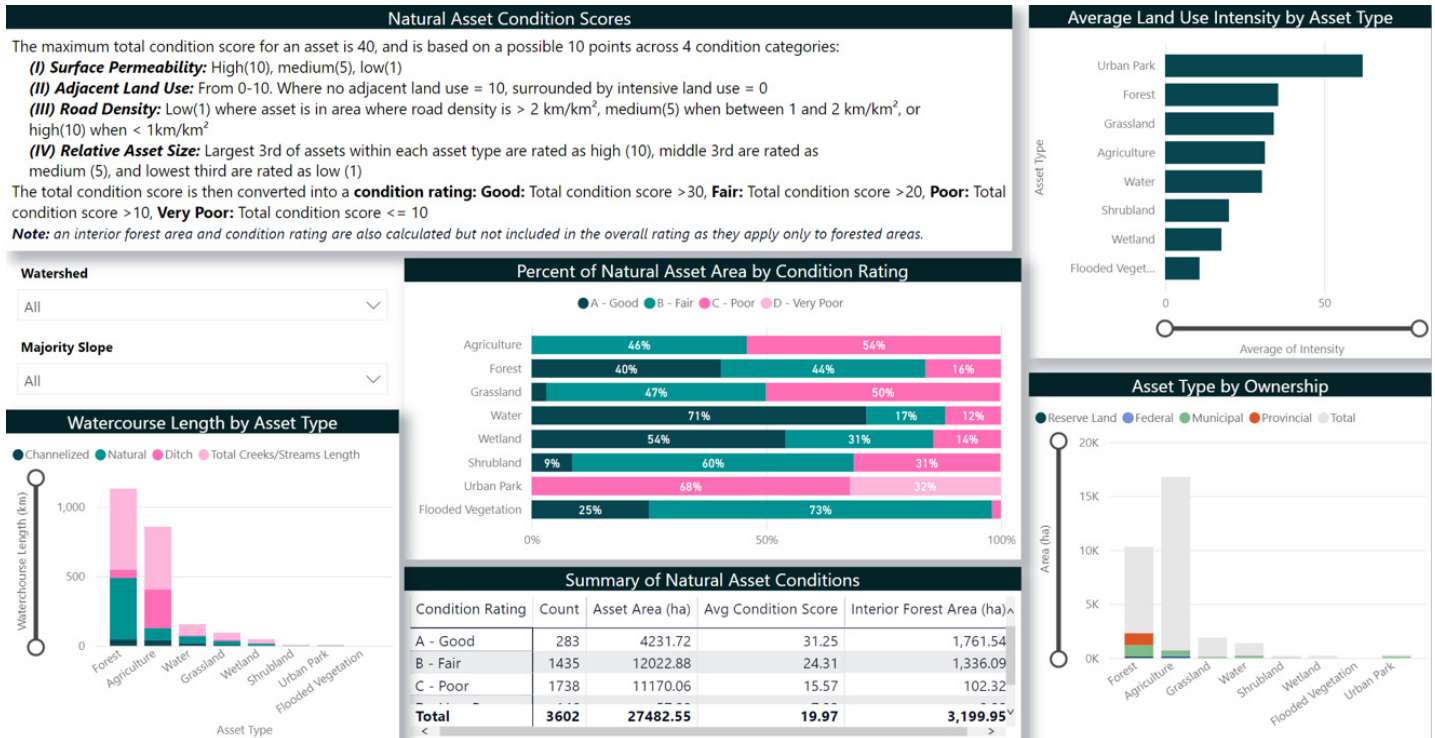 Natural Asset Condition Scores
The maximum total condition score for an asset is 40, and is based on a possible 10 points across 4 condition categories:
(I) Surface Permeability: High(10), medium(5), low(1)
(II) Adjacent Land Use: From 0-10. Where no adjacent land use = 10, surrounded by intensive land use = 0
(III) Road Density: Low(1) where asset is in area where road density is > 2 km/km², medium(5) when between 1 and 2 km/km², or
high(10) when < 1km/km²
(IV) Relative Asset Size: Largest 3rd of assets within each asset type are rated as high (10), middle 3rd are rated as
medium (5), and lowest third are rated as low (1)
The total condition score is then converted into a condition rating: Good: Total condition score >30, Fair: Total condition score >20, Poor: Total
condition score >10, Very Poor: Total condition score <= 10
Note: an interior forest area and condition rating are also calculated but not included in the overall rating as they apply only to forested areas.
Average Land Use Intensity by Asset Type
Asset Type
Urban Park
Forest
Grassland
Agriculture
Water
Shrubland
Wetland
Flooded Veget...
0 50
Average of Intensity
Watershed
All
Majority Slope
All
Percent of Natural Asset Area by Condition Rating
A - Good B - Fair C - Poor D - Very Poor
Agriculture 46% 54%
Forest 40% 44% 16%
Grassland 47% 50%
Water 71% 17% 12%
Wetland 54% 31% 14%
Shrubland 9% 60% 31%
Urban Park 68% 32%
Flooded Vegetation 25% 73%
0% 50% 100%
Watercourse Length by Asset Type
Channelized Natural Ditch Total Creeks/Streams Length
Waterchourse Length (km)
1,000
500
0
Forest
Agriculture
Water
Grassland
Wetland
Shrubland
Urban Park
Flooded Vegetation
Asset Type
Summary of Natural Asset Conditions
Condition Rating Count Asset Area (ha) Avg Condition Score Interior Forest Area (ha)
A - Good 283 4231.72 31.25 1,761.54
B - Fair 1435 12022.88 24.31 1,336.09
C - Poor 1738 11170.06 15.57 102.32
Total 3602 27482.55 19.97 3,199.95
Asset Type by Ownership
Reserve Land Federal Municipal Provincial Total
Area (ha)
20K
15K
10K
5K
0K
Forest
Agriculture
Grassland
Water
Shrubland
Wetland
Flooded Vegetation
Urban Park